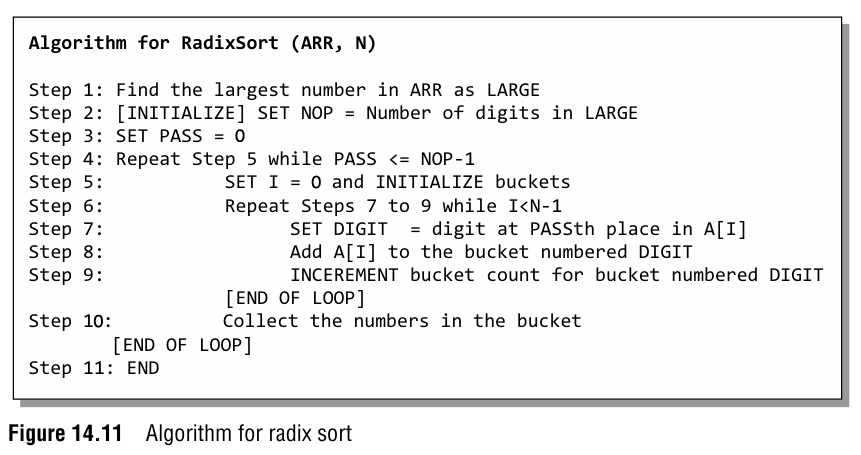 Algorithm for RadixSort (ARR, N)
Step 1: Find the largest number in ARR as LARGE
Step 2: [INITIALIZE] SET NOP = Number of digits in LARGE
Step 3: SET PASS = 0
Step 4: Repeat Step 5 while PASS <= NOP-1
Step 5: SET I = 0 and INITIALIZE buckets
Step 6: Repeat Steps 7 to 9 while I<N-1
Step 7: SET DIGIT = digit at PASSth place in A[I]
Step 8: Add A[I] to the bucket numbered DIGIT
Step 9: INCEREMENT bucket count for bucket numbered DIGIT
[END OF LOOP]
Step 10: Collect the numbers in the bucket
[END OF LOOP]
Step 11: END
Figure 14.11 Algorithm for radix sort